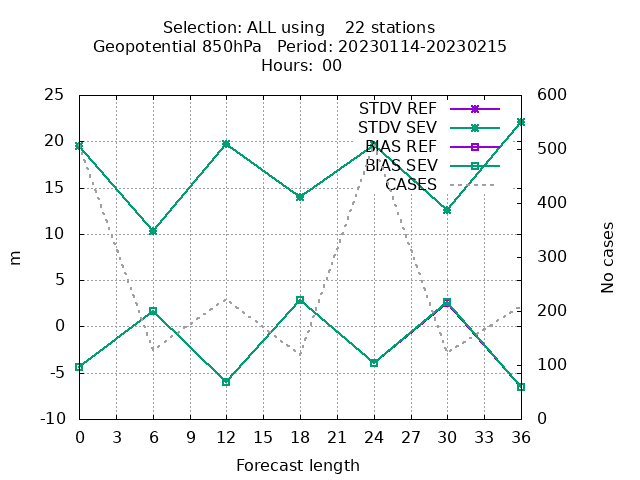 Selection: ALL using    22 stations
Geopotential 850hPa   Period: 20230114-20230215
Hours: 00
STDV REF
STDV SEV
BIAS REF
BIAS SEV
CASES
25
20
15
10
5
0
-5
-10
m
600
500
400
300
200
100
0
No cases
0 3 6 9 12 15 18 21 24 27 30 33 36
Forecast length